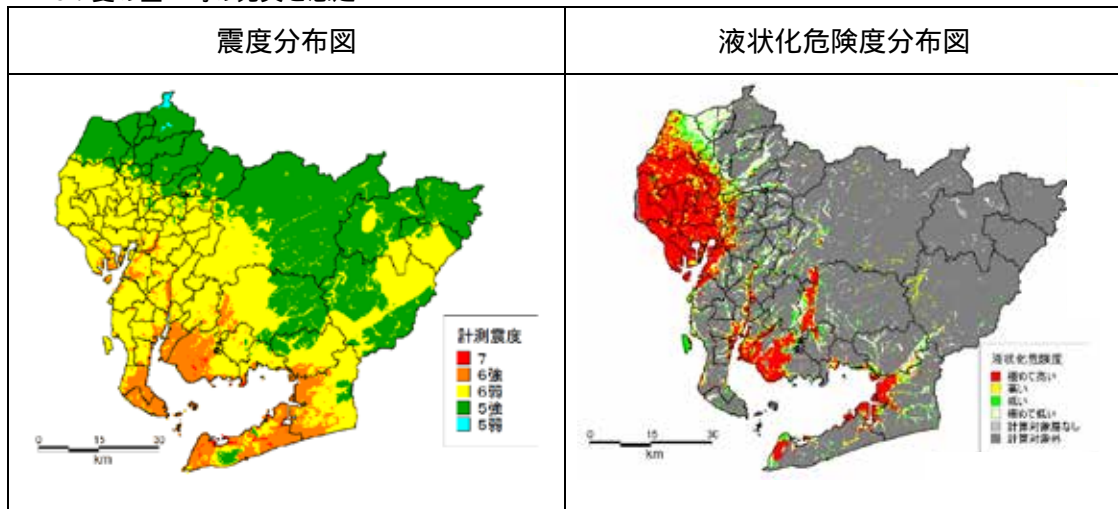 震度分布図
液状化危険度分布図
計測震度
7
6強
6弱
5強
5弱
0 15 30
km
液状化危険度
極めて高い
高い
低い
極めて低い
計算対象層なし
計算対象外
0 15 30
km